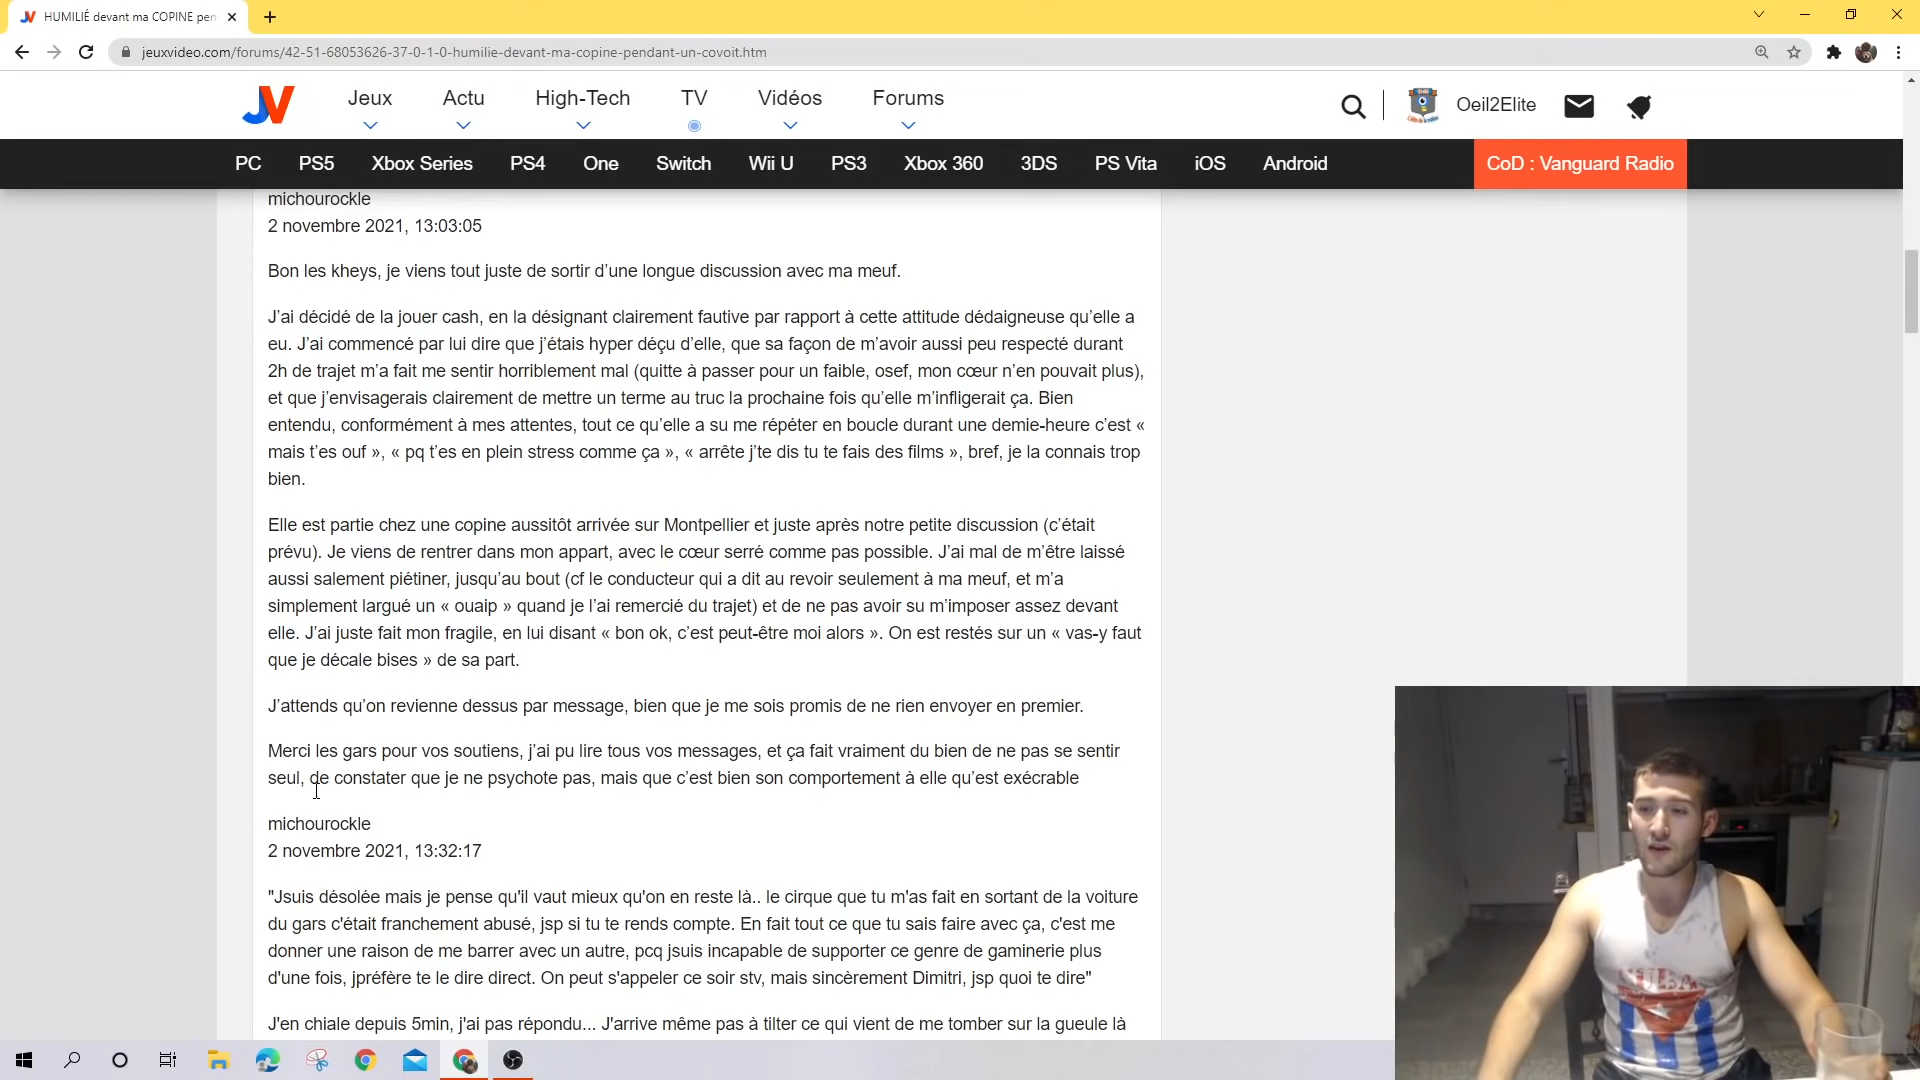 HUMILIÉ devant ma COPINE pen
jeuxvideo.com/forums/42-51-68053626-37-0-1-0-humilie-devant-ma-copine-pendant-un-covoit.htm
JV
Jeux
Actu
High-Tech
TV
Vidéos
Forums
Oeil2Elite
PC
PS5
Xbox Series
PS4
One
Switch
Wii U
PS3
Xbox 360
3DS
PS Vita
iOS
Android
CoD : Vanguard Radio
michourockle
2 novembre 2021, 13:03:05
Bon les kheys, je viens tout juste de sortir d’une longue discussion avec ma meuf.
J’ai décidé de la jouer cash, en la désignant clairement fautive par rapport à cette attitude dédaigneuse qu’elle a
eu. J’ai commencé par lui dire que j’étais hyper déçu d’elle, que sa façon de m’avoir aussi peu respecté durant
2h de trajet m’a fait me sentir horriblement mal (quitte à passer pour un faible, osef, mon cœur n’en pouvait plus),
et que j’envisagerais clairement de mettre un terme au truc la prochaine fois qu’elle m’infligerait ça. Bien
entendu, conformément à mes attentes, tout ce qu’elle a su me répéter en boucle durant une demie-heure c’est «
mais t’es ouf », « pq t’es en plein stress comme ça », « arrête j’te dis tu te fais des films », bref, je la connais trop
bien.
Elle est partie chez une copine aussitôt arrivée sur Montpellier et juste après notre petite discussion (c’était
prévu). Je viens de rentrer dans mon appart, avec le cœur serré comme pas possible. J’ai mal de m’être laissé
aussi salement piétiner, jusqu’au bout (cf le conducteur qui a dit au revoir seulement à ma meuf, et m’a
simplement largué un « ouaip » quand je l’ai remercié du trajet) et de ne pas avoir su m’imposer assez devant
elle. J’ai juste fait mon fragile, en lui disant « bon ok, c’est peut-être moi alors ». On est restés sur un « vas-y faut
que je décale bises » de sa part.
J’attends qu’on revienne dessus par message, bien que je me sois promis de ne rien envoyer en premier.
Merci les gars pour vos soutiens, j’ai pu lire tous vos messages, et ça fait vraiment du bien de ne pas se sentir
seul, de constater que je ne psychote pas, mais que c’est bien son comportement à elle qu’est exécrable
michourockle
2 novembre 2021, 13:32:17
"Jsuis désolée mais je pense qu'il vaut mieux qu'on en reste là.. le cirque que tu m'as fait en sortant de la voiture
du gars c'était franchement abusé, jsp si tu te rends compte. En fait tout ce que tu sais faire avec ça, c'est me
donner une raison de me barrer avec un autre, pcq jsuis incapable de supporter ce genre de gaminerie plus
d'une fois, jpréfère te le dire direct. On peut s'appeler ce soir stv, mais sincèrement Dimitri, jsp quoi te dire"
J'en chiale depuis 5min, j'ai pas répondu... J'arrive même pas à tilter ce qui vient de me tomber sur la gueule là